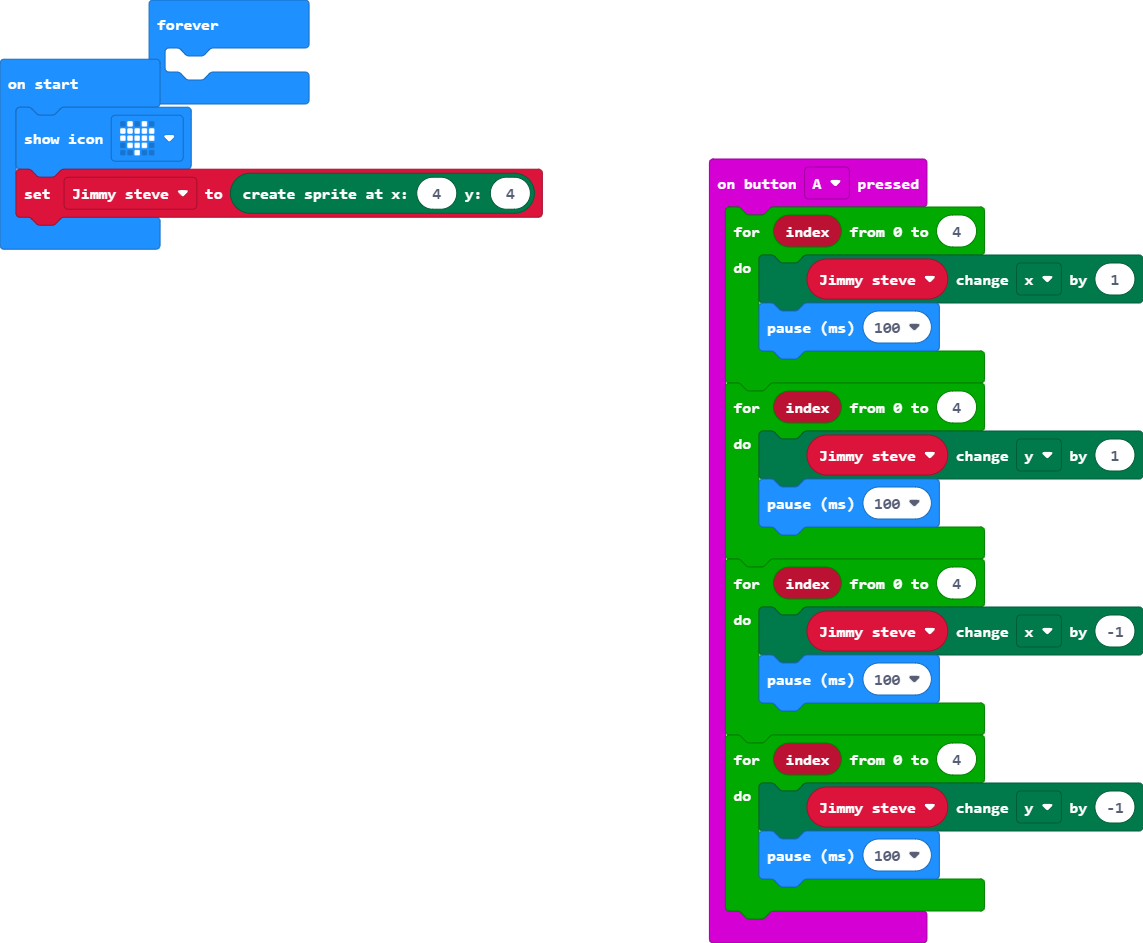 forever
on start
show icon
set Jimmy steve to create sprite at x: 4 y: 4
on button A pressed
for index from 0 to 4
do Jimmy steve change x by 1
pause (ms) 100
for index from 0 to 4
do Jimmy steve change y by 1
pause (ms) 100
for index from 0 to 4
do Jimmy steve change x by -1
pause (ms) 100
for index from 0 to 4
do Jimmy steve change y by -1
pause (ms) 100